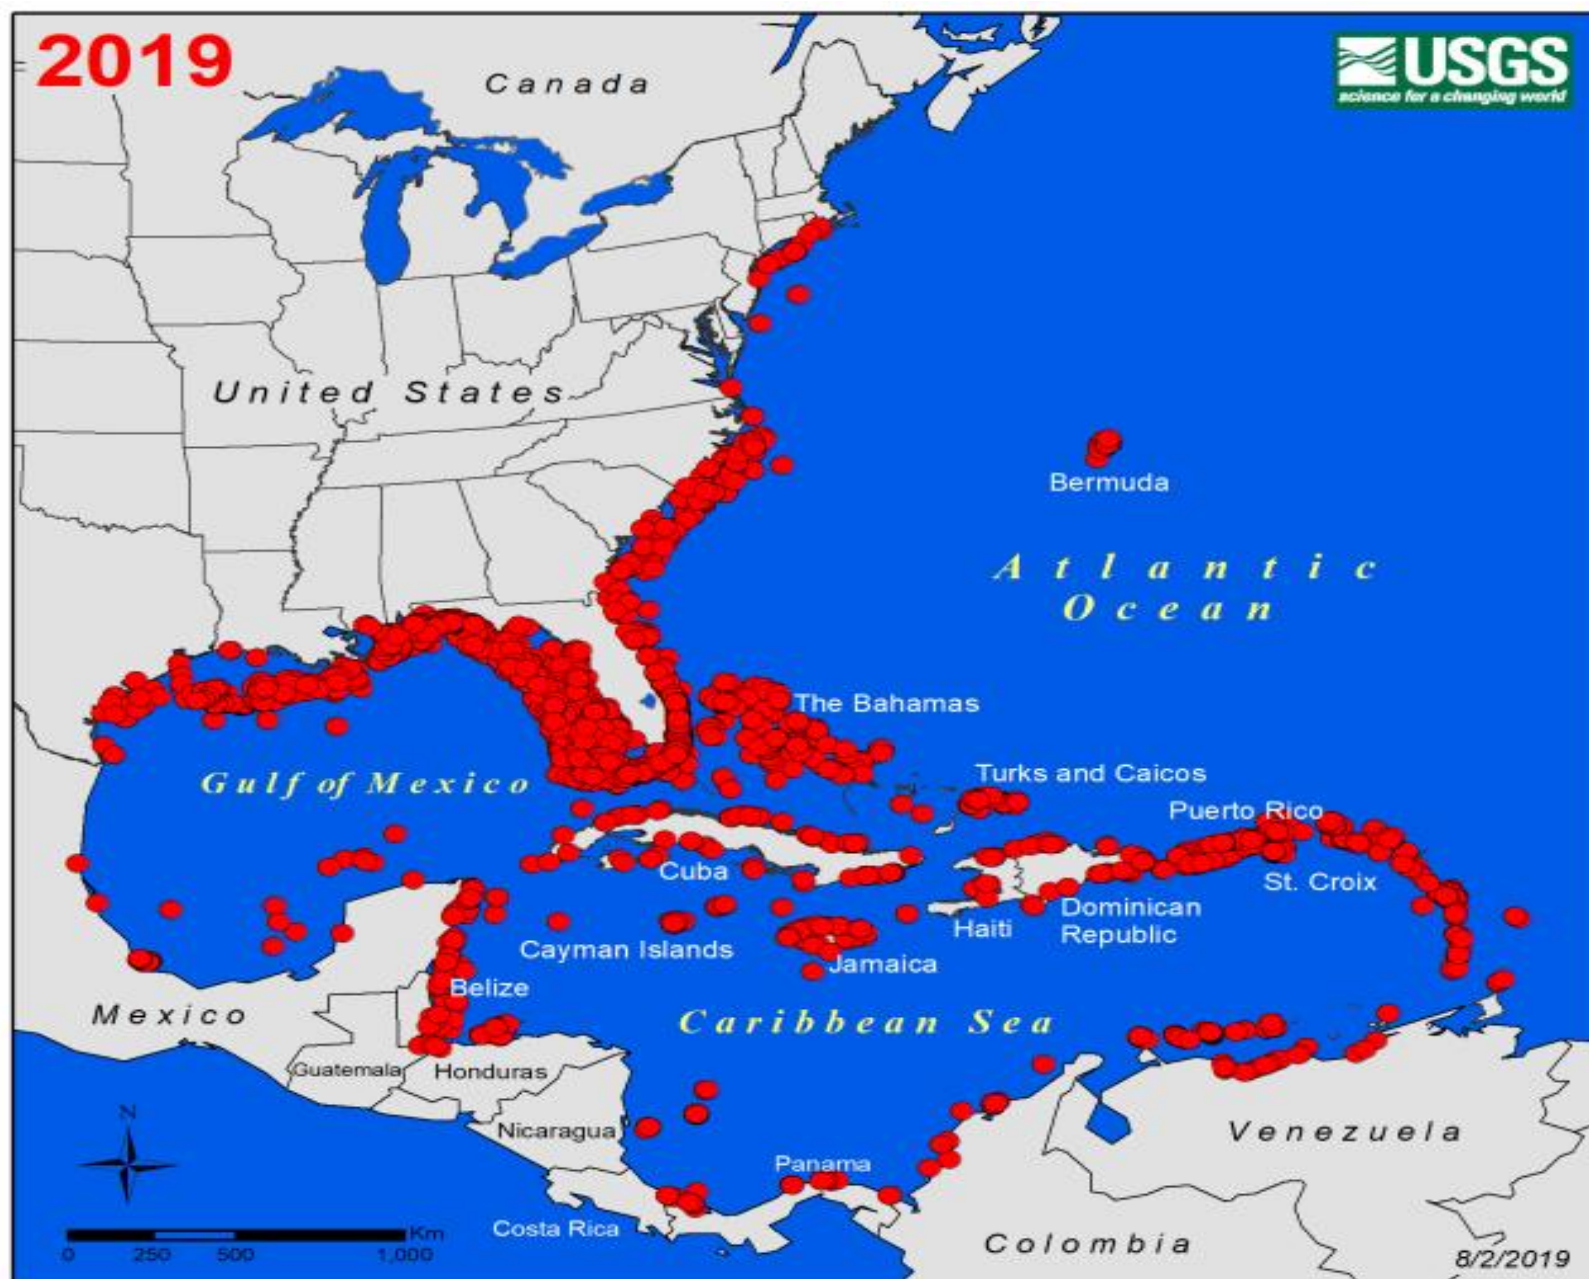 2019
USGS
science for a changing world
Canada
United States
Bermuda
Atlantic
Ocean
The Bahamas
Gulf of Mexico
Turks and Caicos
Puerto Rico
Cuba
St. Croix
Haiti
Dominican
Republic
Cayman Islands
Jamaica
Belize
Mexico
Caribbean Sea
Guatemala
Honduras
N
Nicaragua
Venezuela
Panama
Costa Rica
Km
0 250 500 1,000
Colombia
8/2/2019